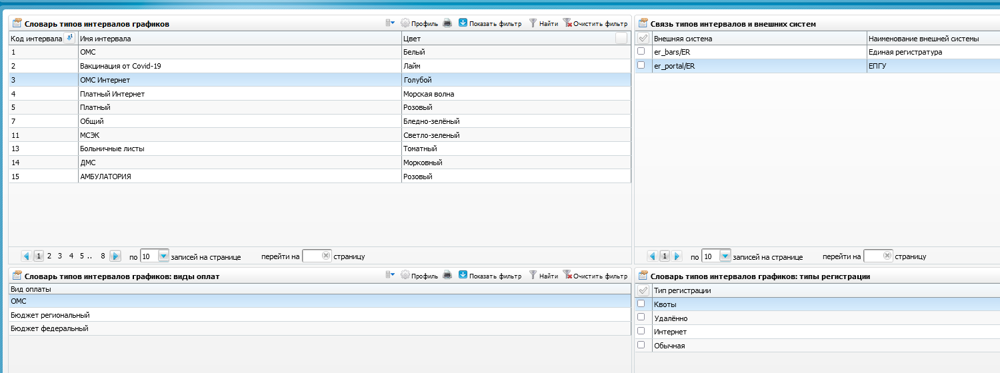 Словарь типов интервалов графиков Профиль Показать фильтр Найти Очистить фильтр
Код интервала Имя интервала Цвет
1 ОМС Белый
2 Вакцинация от Covid-19 Лайм
3 ОМС Интернет Голубой
4 Платный Интернет Морская волна
5 Платный Розовый
7 Общий Бледно-зелёный
11 МСЭК Светло-зеленый
13 Больничные листы Томатный
14 ДМС Морковный
15 АМБУЛАТОРИЯ Розовый
1 2 3 4 5 .. 8 по 10 записей на странице перейти на страницу
Связь типов интервалов и внешних систем
Внешняя система Наименование внешней системы
er_bars/ER Единая регистратура
er_portal/ER ЕПГУ
1 по 10 записей на странице перейти на страницу
Словарь типов интервалов графиков: виды оплат Профиль Показать фильтр Найти Очистить фильтр
Вид оплаты
ОМС
Бюджет региональный
Бюджет федеральный
Словарь типов интервалов графиков: типы регистрации
Тип регистрации
Квоты
Удалённо
Интернет
Обычная